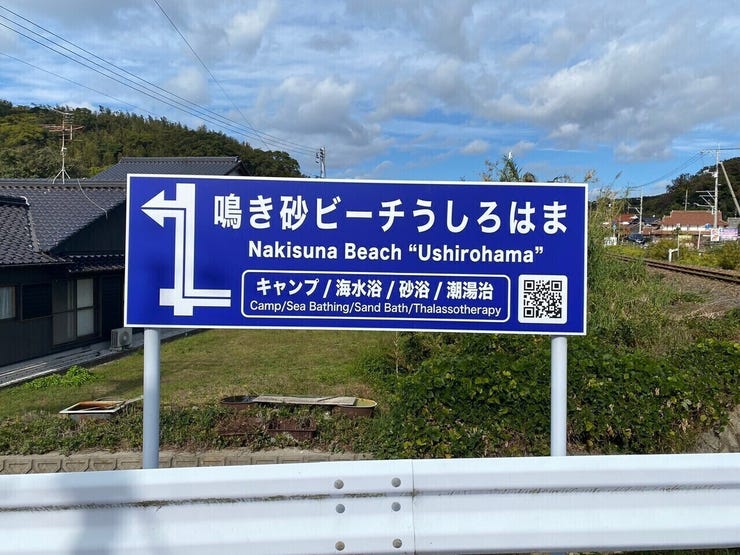 鳴き砂ビーチうしろはま
Nakisuna Beach “Ushirohama”
キャンプ / 海水浴 / 砂浴 / 潮湯治
Camp/Sea Bathing/Sand Bath/Thalassotherapy